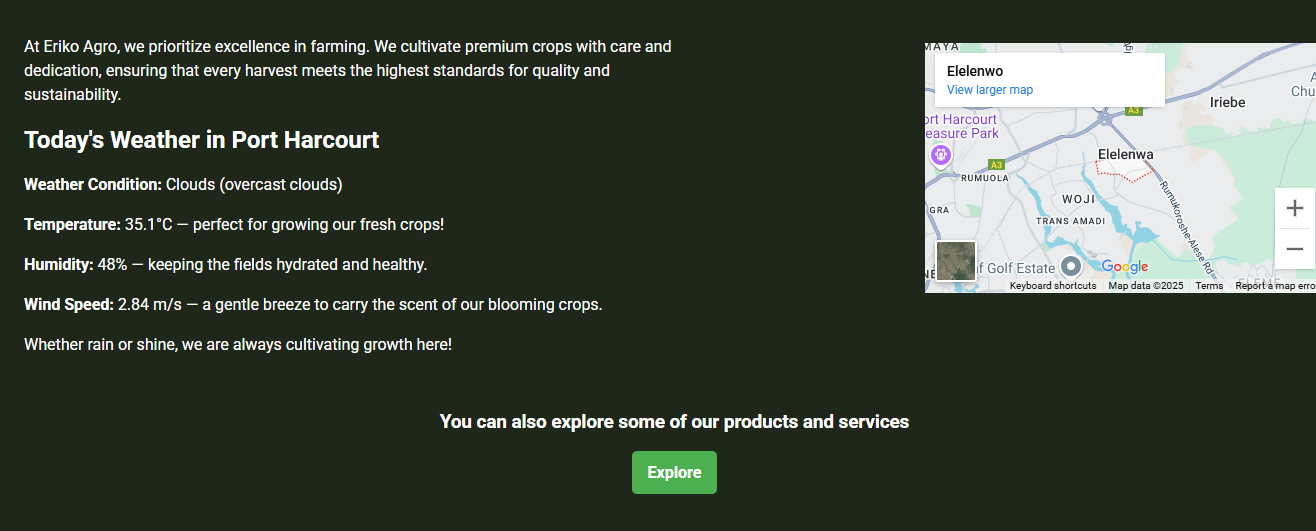 At Eriko Agro, we prioritize excellence in farming. We cultivate premium crops with care and
dedication, ensuring that every harvest meets the highest standards for quality and
sustainability.
Today's Weather in Port Harcourt
Weather Condition: Clouds (overcast clouds)
Temperature: 35.1°C — perfect for growing our fresh crops!
Humidity: 48% — keeping the fields hydrated and healthy.
Wind Speed: 2.84 m/s — a gentle breeze to carry the scent of our blooming crops.
Whether rain or shine, we are always cultivating growth here!
MAYA
Elelenwo
View larger map
Iriebe
Chu
A3
ort Harcourt
easure Park
Elelenwa
A3
RUMUOLA
WOJI
GRA
TRANS AMADI
Rumukoroshe-Alese Rd
f Golf Estate
Google
ELEME
Keyboard shortcuts
Map data ©2025
Terms
Report a map erro
You can also explore some of our products and services
Explore